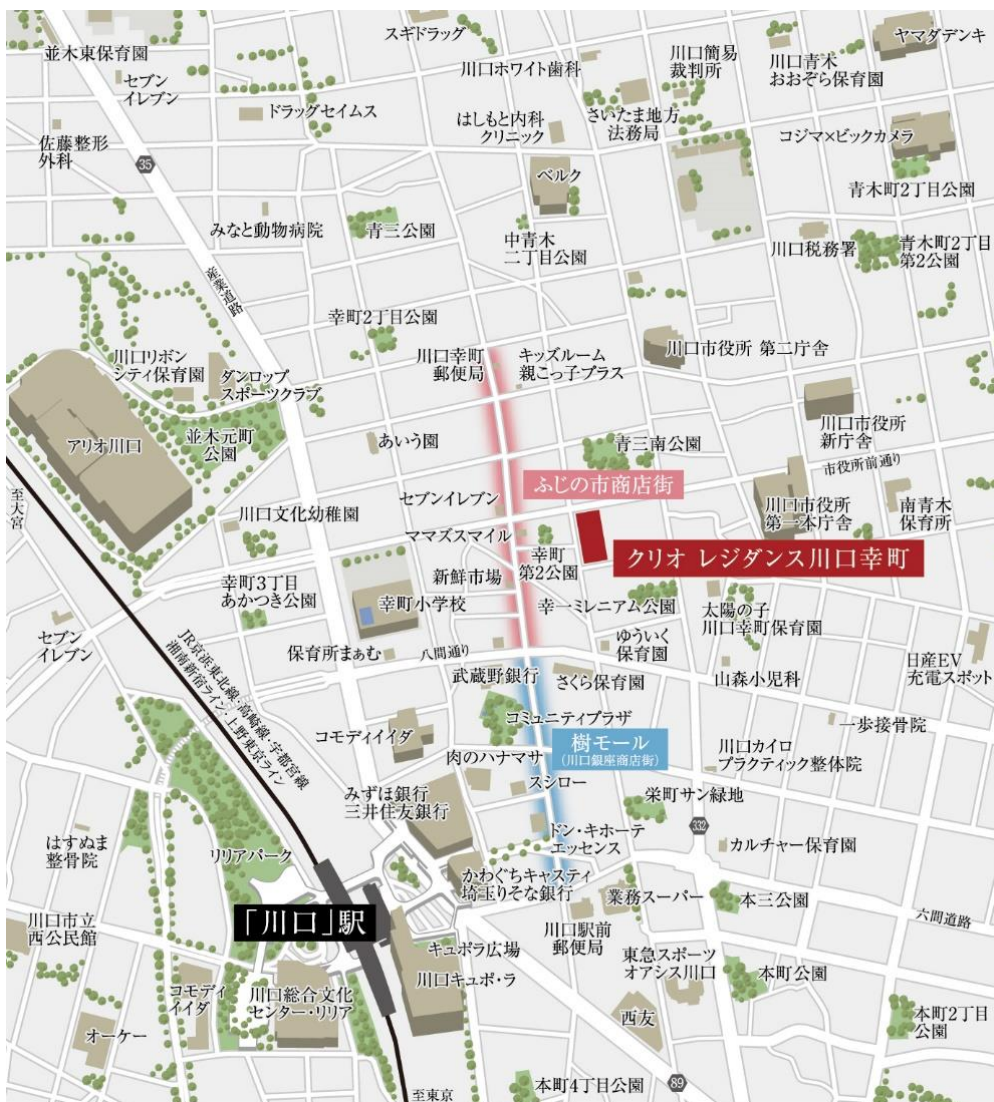 並木東保育園
セブン
イレブン
スギドラッグ
川口ホワイト歯科
川口簡易
裁判所
川口青木
おおぞら保育園
ヤマダデンキ
佐藤整形
外科
35
ドラッグセイムス
はしもと内科
クリニック
さいたま地方
法務局
コジマ×ビックカメラ
ベルク
青木町2丁目公園
みなと動物病院
青三公園
中青木
二丁目公園
川口税務署
青木町2丁目
第2公園
産業道路
幸町2丁目公園
川口リボン
シティ保育園
ダンロップ
スポーツクラブ
川口幸町
郵便局
キッズルーム
親こっ子プラス
川口市役所 第二庁舎
アリオ川口
並木元町
公園
あいう園
青三南公園
川口市役所
新庁舎
市役所前通り
至大宮
川口文化幼稚園
セブンイレブン
ふじの市商店街
川口市役所
第一本庁舎
南青木
保育所
ママズスマイル
幸町
第2公園
クリオ レジダンス川口幸町
幸町3丁目
あかつき公園
新鮮市場
幸町小学校
幸一ミレニアム公園
太陽の子
川口幸町保育園
セブン
イレブン
JR京浜東北線・高崎線・宇都宮線
湘南新宿ライン・上野東京ライン
保育所まぁむ
八間通り
武蔵野銀行
ゆういく
保育園
さくら保育園
山森小児科
日産EV
充電スポット
コモディイイダ
コミュニティプラザ
樹モール
(川口銀座商店街)
一歩接骨院
肉のハナマサ
川口カイロ
プラクティック整体院
みずほ銀行
三井住友銀行
スシロー
栄町サン緑地
332
はすぬま
整骨院
リリアパーク
ドン・キホーテ
エッセンス
カルチャー保育園
かわぐちキャスティ
埼玉りそな銀行
業務スーパー
本三公園
六間道路
「川口」駅
川口市立
西公民館
川口駅前
郵便局
キュポラ広場
東急スポーツ
オアシス川口
川口キュポ・ラ
本町公園
コモディ
イイダ
川口総合文化
センター・リリア
オーケー
西友
本町2丁目
公園
至東京
本町4丁目公園
89